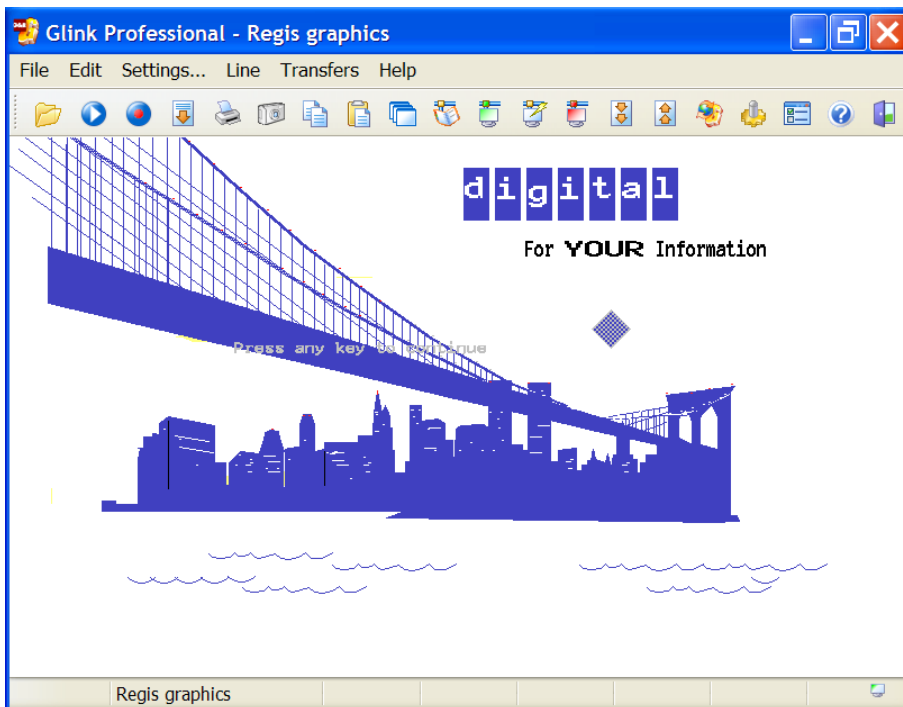 Glink Professional - Regis graphics
File Edit Settings... Line Transfers Help
digital
For YOUR Information
Press any key to continue
Regis graphics